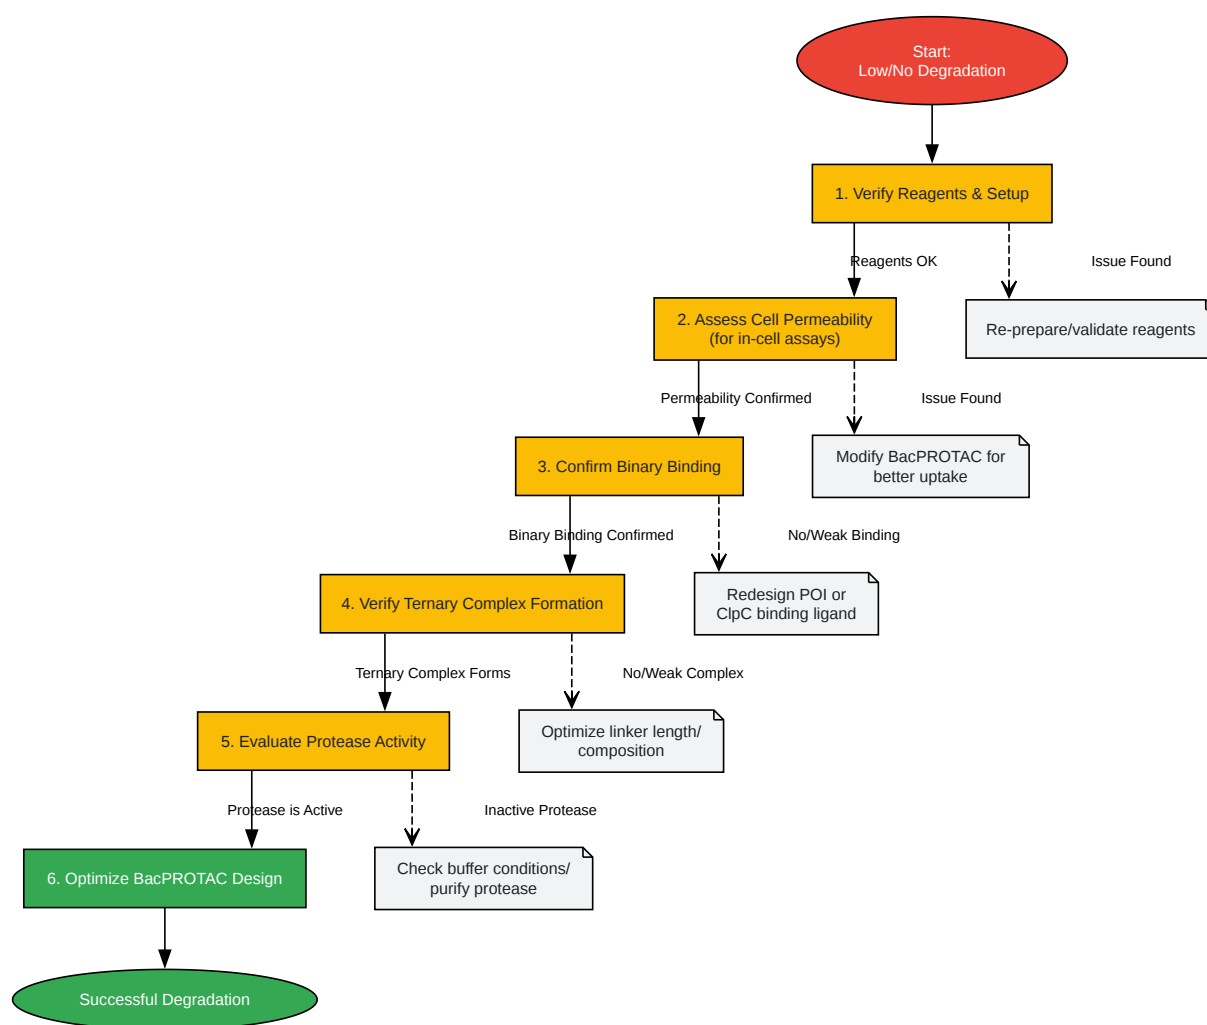 Start:
Low/No Degradation
1. Verify Reagents & Setup
Reagents OK
Issue Found
2. Assess Cell Permeability
(for in-cell assays)
Re-prepare/validate reagents
Permeability Confirmed
Issue Found
3. Confirm Binary Binding
Modify BacPROTAC for
better uptake
Binary Binding Confirmed
No/Weak Binding
4. Verify Ternary Complex Formation
Redesign POI or
ClpC binding ligand
Ternary Complex Forms
No/Weak Complex
5. Evaluate Protease Activity
Optimize linker length/
composition
Protease is Active
Inactive Protease
6. Optimize BacPROTAC Design
Check buffer conditions/
purify protease
Successful Degradation